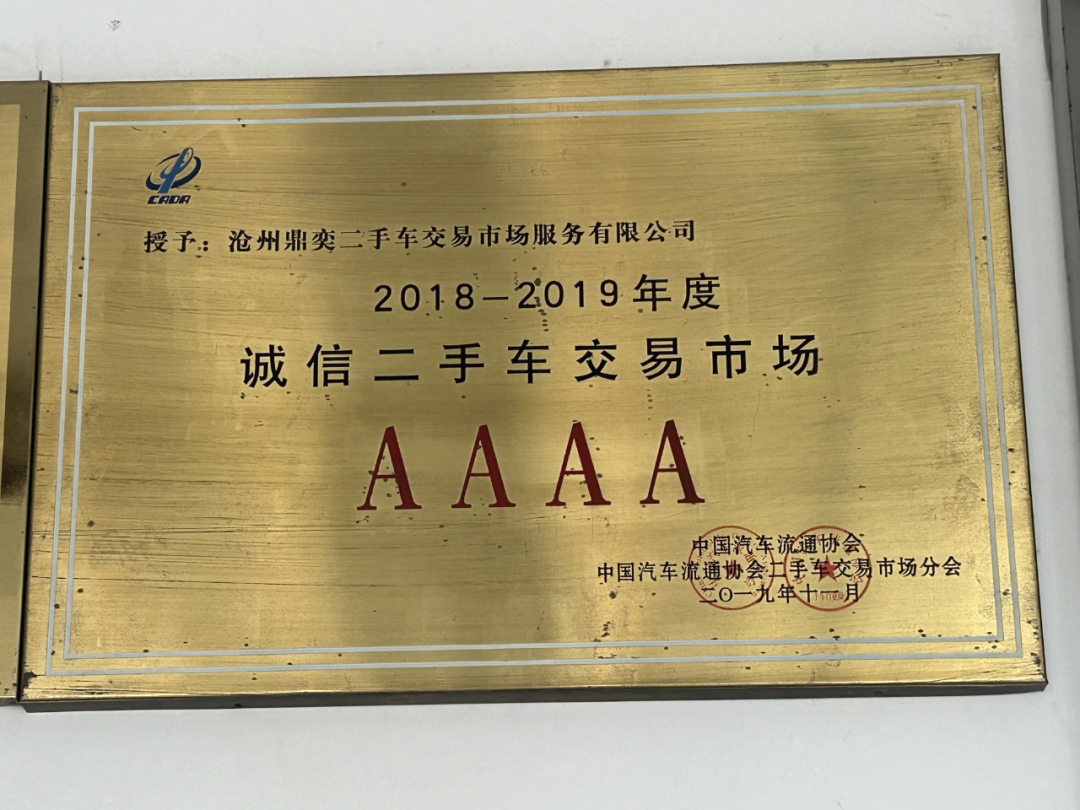 CADA
授予：沧州鼎奕二手车交易市场服务有限公司
2018－2019年度
诚信二手车交易市场
AAAA
中国汽车流通协会
中国汽车流通协会二手车交易市场分会
二〇一九年十一月